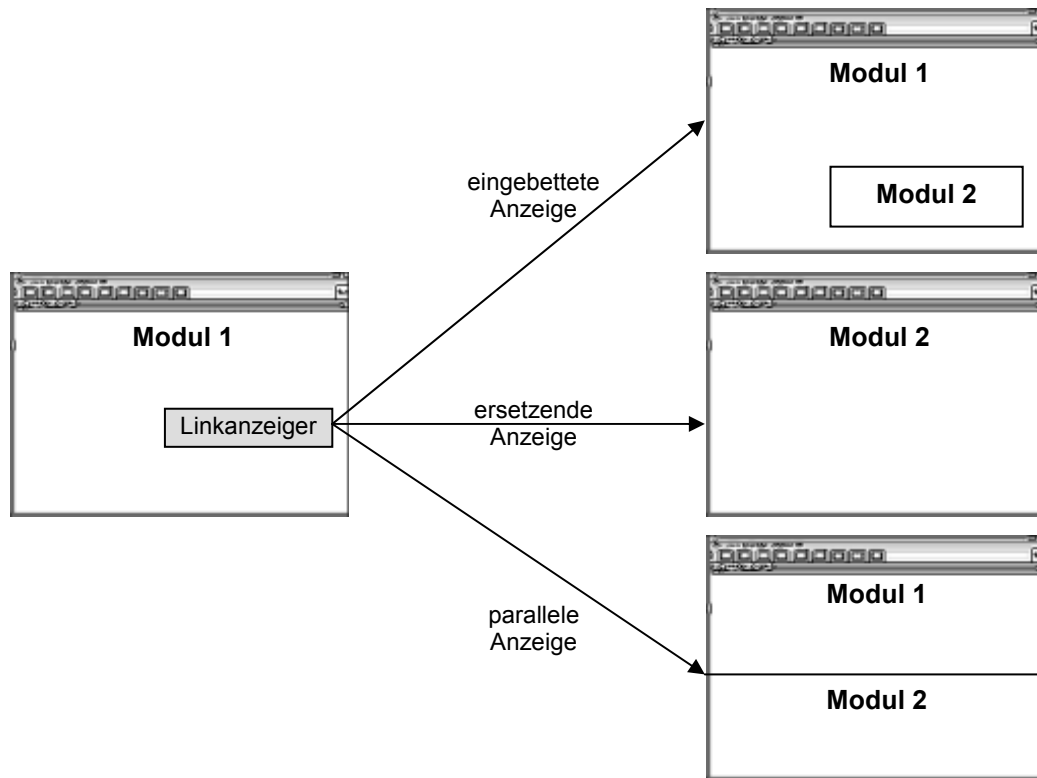 Modul 1
eingebettete
Anzeige
Modul 2
Modul 1
Linkanzeiger
ersetzende
Anzeige
Modul 2
parallele
Anzeige
Modul 1
Modul 2